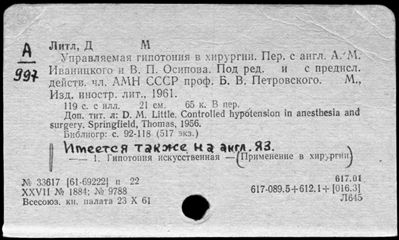 А
997
Литл, Д М
Управляемая гипотония в хирургии. Пер. с англ. А. М.
Иваницкого и В. П. Осипова. Под ред. и с предисл.
действ. чл. АМН СССР проф. Б. В. Петровского. М.,
Изд. иностр. лит., 1961.
119 с. с илл. 21 см. 65 к. В пер.
Доп. тит. л: D. M. Little. Controlled hypotension in anesthesia and
surgery. Springfield, Thomas, 1956.
Библиогр: с. 92-118 (517 экз.)
Имеется также на англ. яз.
— 1. Гипотония искусственная — (Применение в хирургии)
№ 33617 [61-69222] п 22
XXVII № 1884; № 9788
Всесоюз. кн. палата 23 X 61
617.01
617-089.5+612.1+[016.3]
Л645